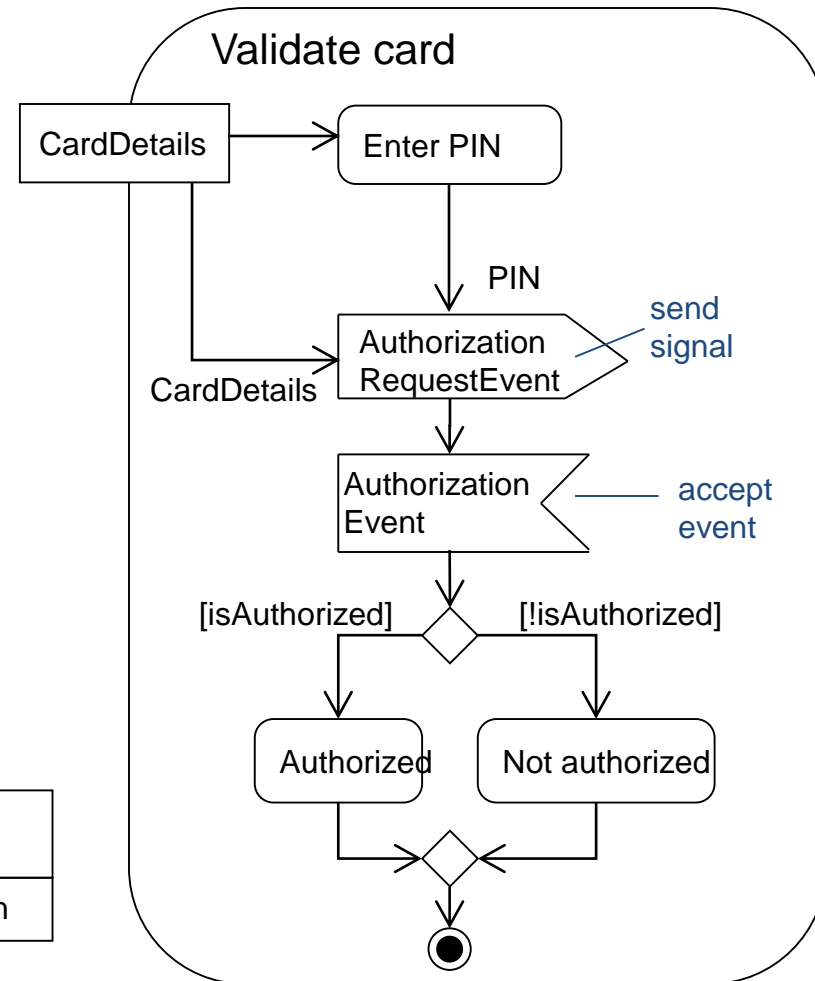 Validate card
CardDetails
Enter PIN
PIN
send
signal
Authorization
RequestEvent
CardDetails
Authorization
Event
accept
event
[isAuthorized]
[!isAuthorized]
Authorized
Not authorized